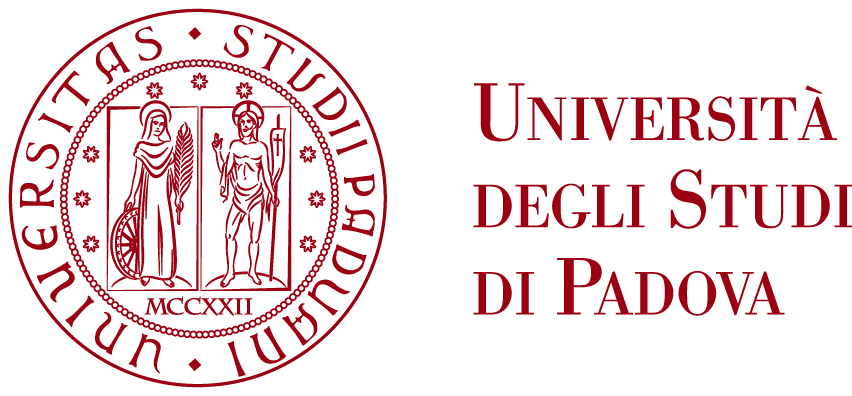 UNIVERSITAS · STUDII PADUANI ·
MCCXXII
UNIVERSITÀ
DEGLI STUDI
DI PADOVA